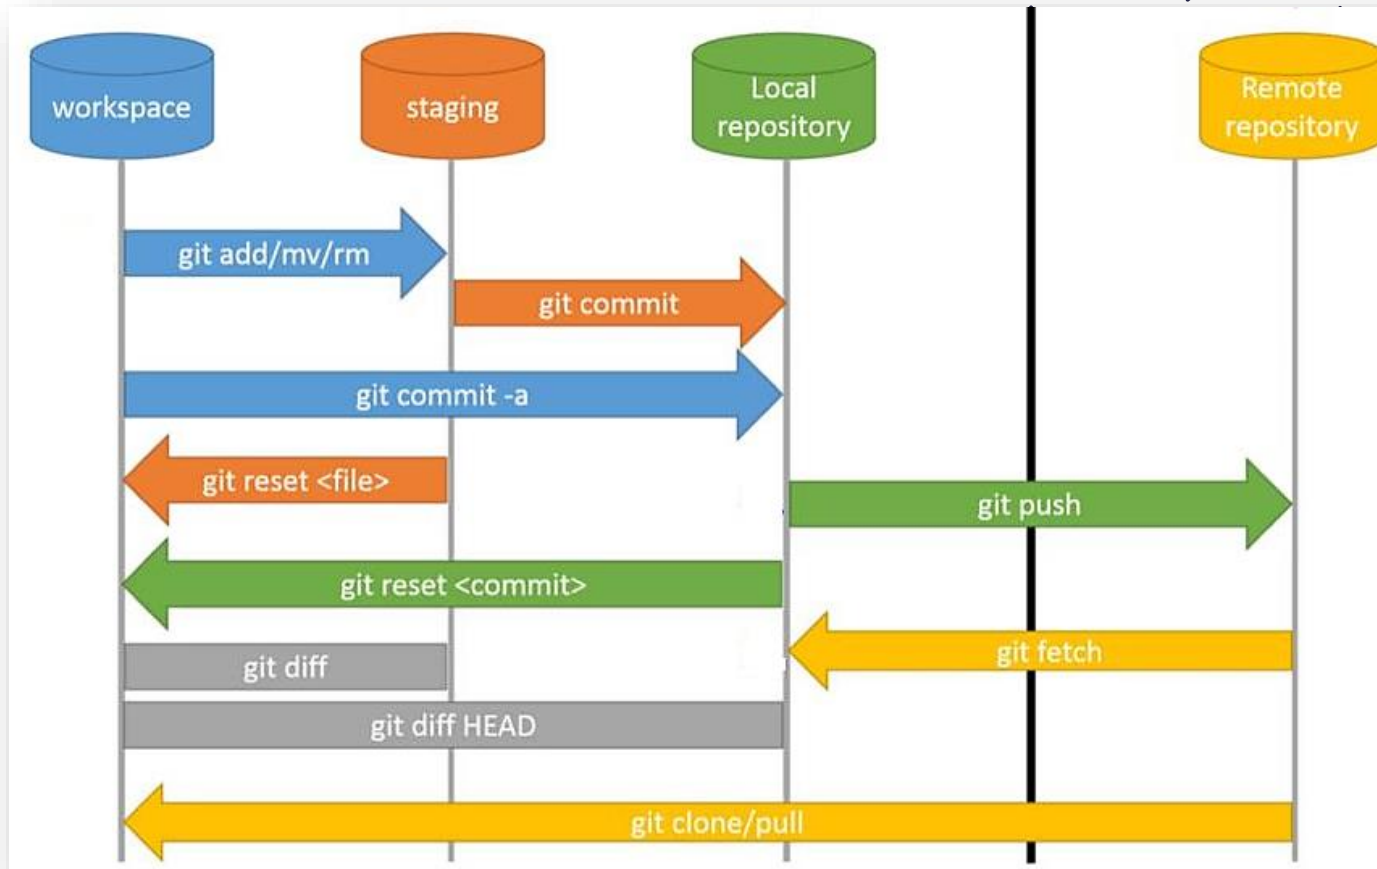 workspace
staging
Local
repository
Remote
repository
git add/mv/rm
git commit
git commit -a
git reset <file>
git push
git reset <commit>
git fetch
git diff
git diff HEAD
git clone/pull